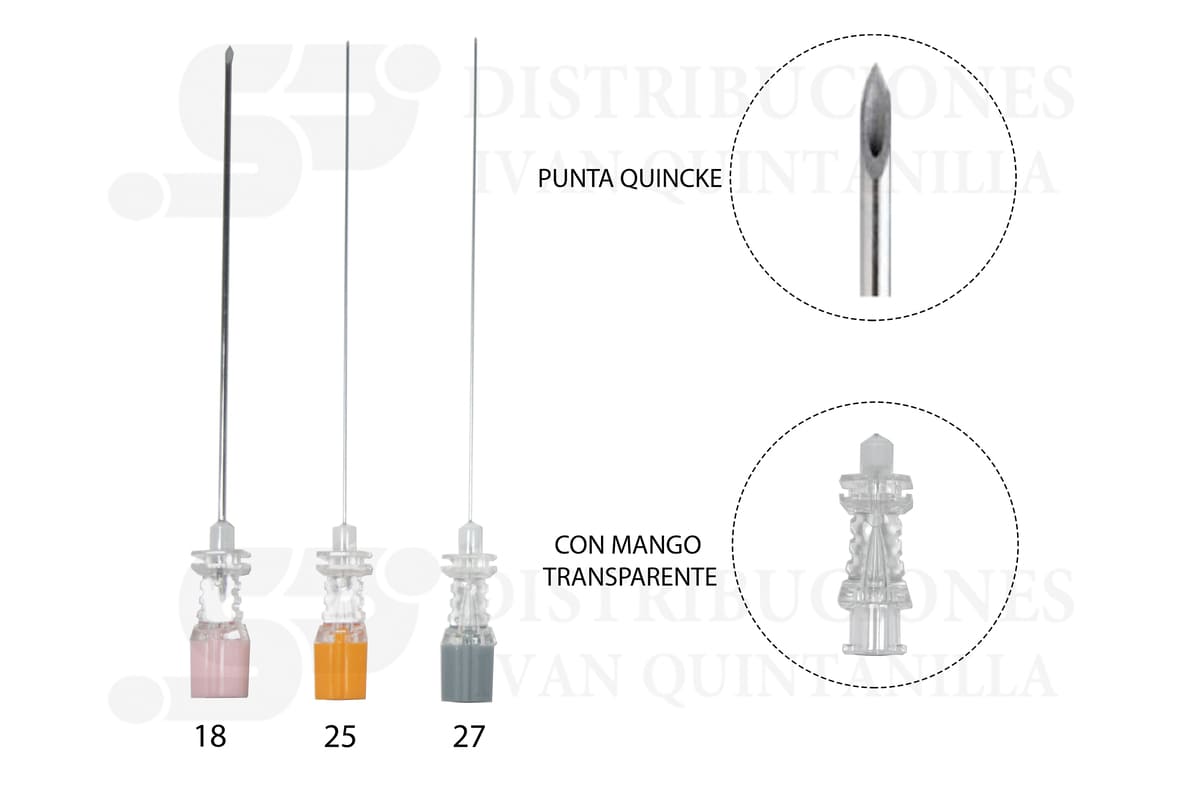 DISTRIBUCIONES
IVAN QUINTANILLA
PUNTA QUINCKE
CON MANGO
TRANSPARENTE
DISTRIBUCIONES
IVAN QUINTANILLA
18
25
27